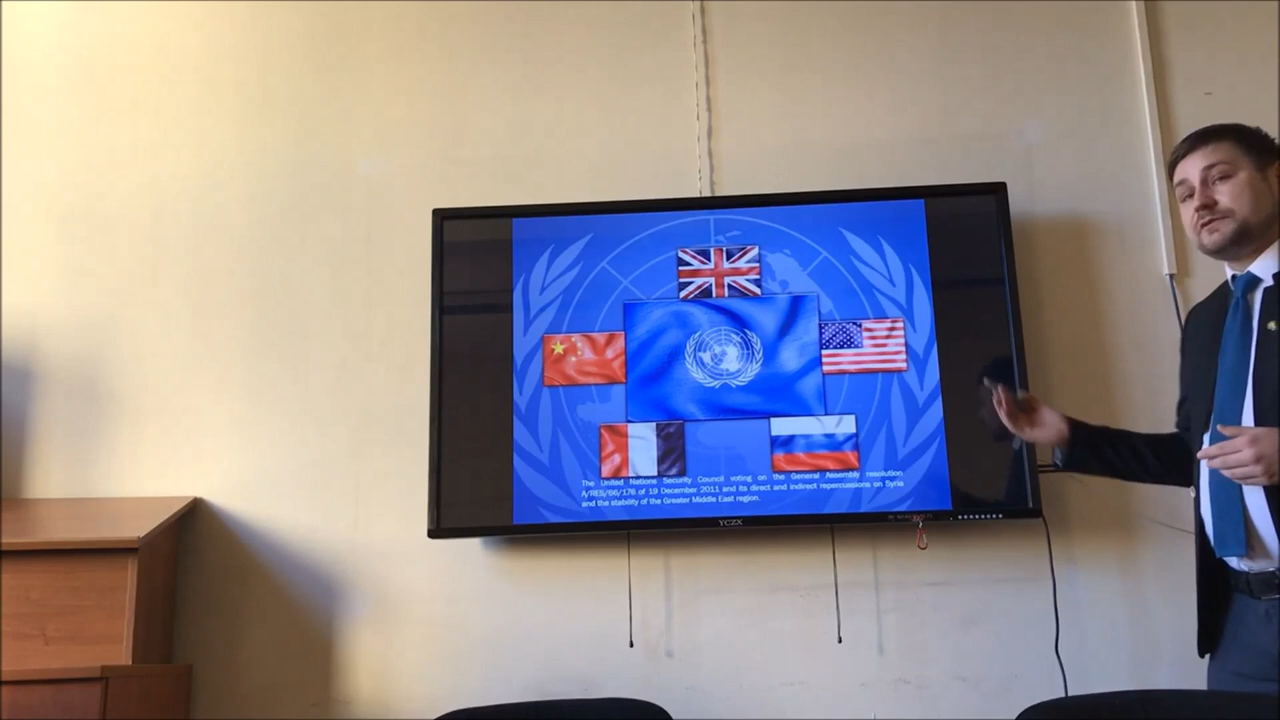 The United Nations Security Council voting on the General Assembly resolution
A/RES/66/176 of 19 December 2011 and its direct and indirect repercussions on Syria
and the stability of the Greater Middle East region.
YCZX